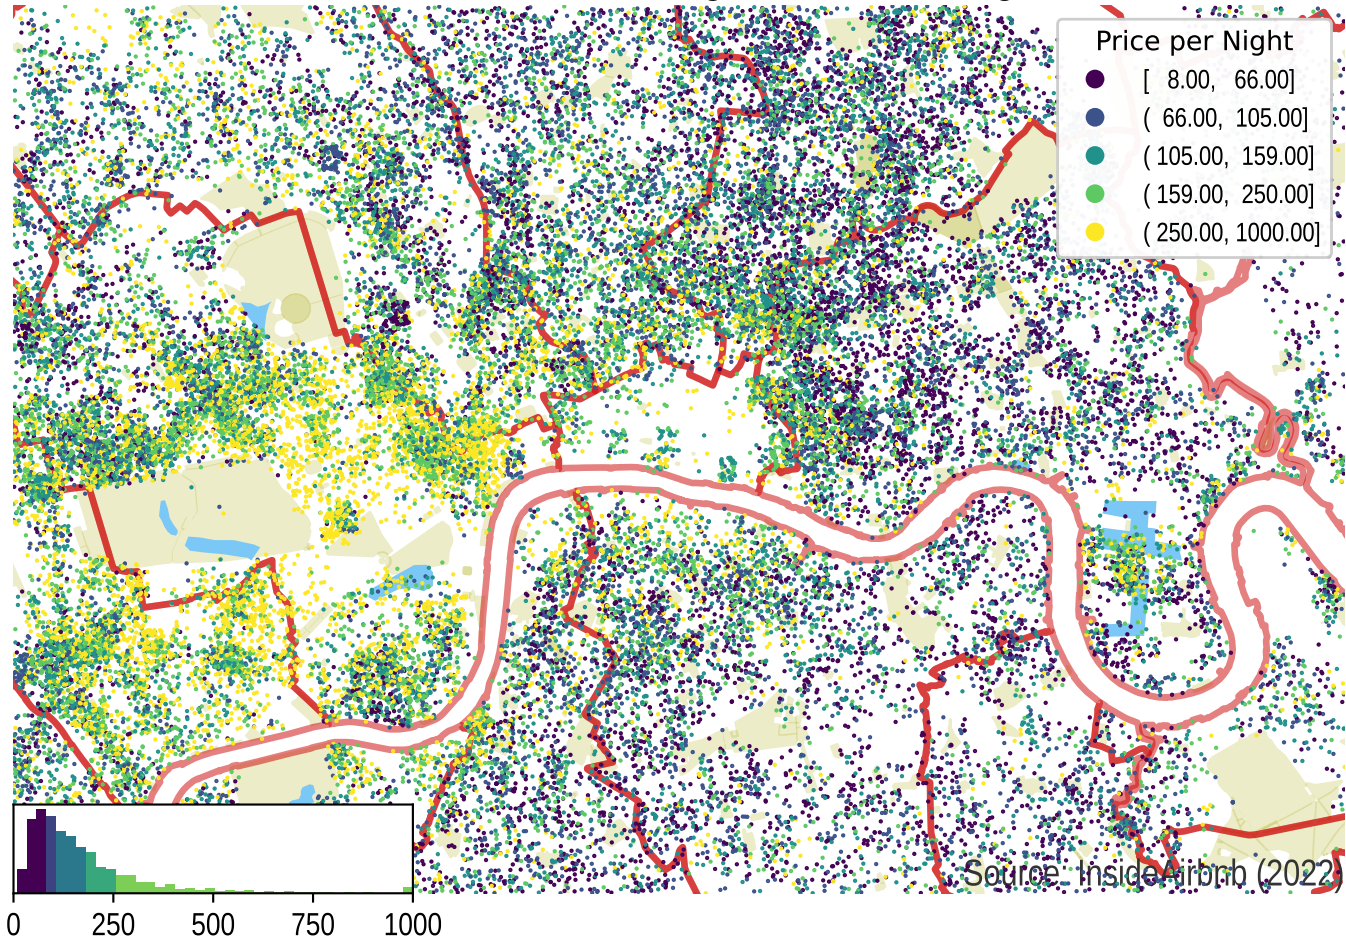 Price per Night
[ 8.00, 66.00]
( 66.00, 105.00]
( 105.00, 159.00]
( 159.00, 250.00]
( 250.00, 1000.00]
Source: InsideAirbnb (2022)
0 250 500 750 1000